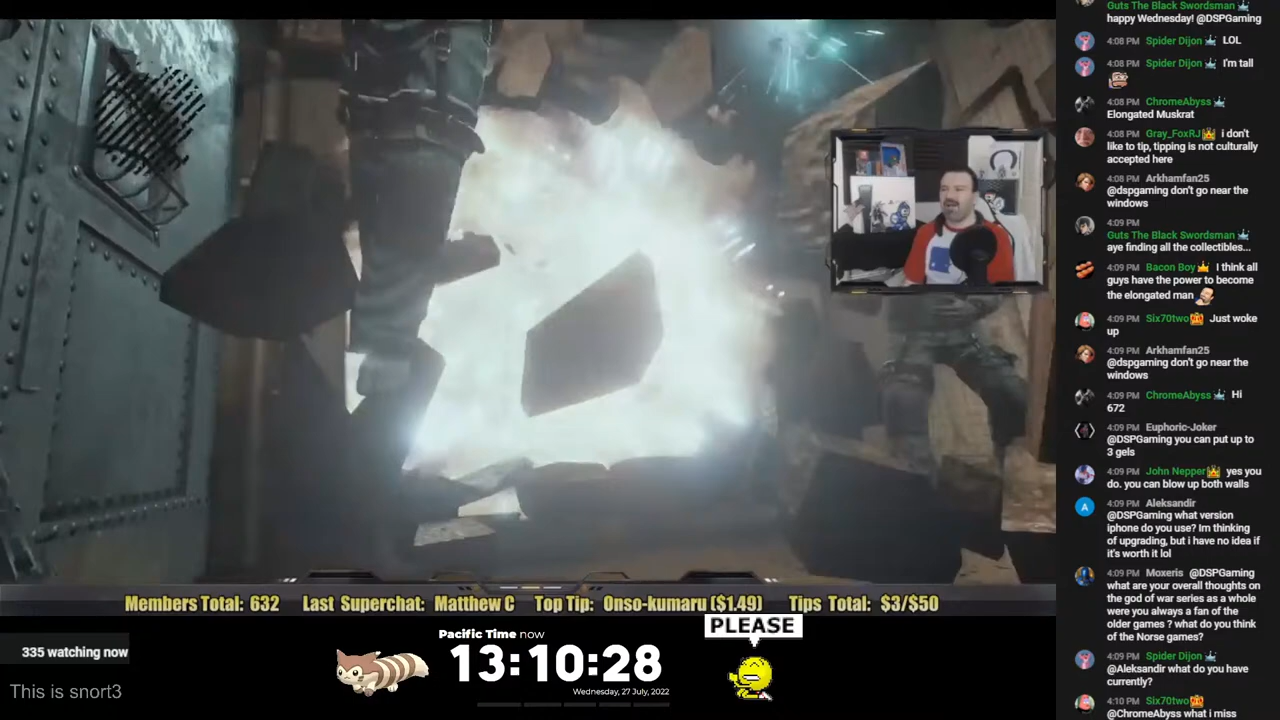 Guts The Black Swordsman
happy Wednesday! @DSPGaming
4:08 PM Spider Dijon LOL
4:08 PM Spider Dijon I'm tall
4:08 PM ChromeAbyss
Elongated Muskrat
4:08 PM Gray_FoxRJ i don't
like to tip, tipping is not culturally
accepted here
4:08 PM Arkhamfan25
@dspgaming don't go near the
windows
4:09 PM
Guts The Black Swordsman
aye finding all the collectibles...
4:09 PM Bacon Boy I think all
guys have the power to become
the elongated man
4:09 PM Six70two Just woke
up
4:09 PM Arkhamfan25
@dspgaming don't go near the
windows
4:09 PM ChromeAbyss Hi
672
4:09 PM Euphoric-Joker
@DSPGaming you can put up to
3 gels
4:09 PM John Nepper yes you
do. you can blow up both walls
4:09 PM Aleksandir
@DSPGaming what version
iphone do you use? Im thinking
of upgrading, but i have no idea if
it's worth it lol
4:09 PM Moxeris @DSPGaming
what are your overall thoughts on
the god of war series as a whole
were you always a fan of the
older games ? what do you think
of the Norse games?
4:09 PM Spider Dijon
@Aleksandir what do you have
currently?
4:10 PM Six70two
@ChromeAbyss what i miss
A
Members Total: 632 Last Superchat: Matthew C Top Tip: Onso-kumaru ($1.49) Tips Total: $3/$50
PLEASE
Pacific Time now
13:10:28
Wednesday, 27 July, 2022
335 watching now
This is snort3